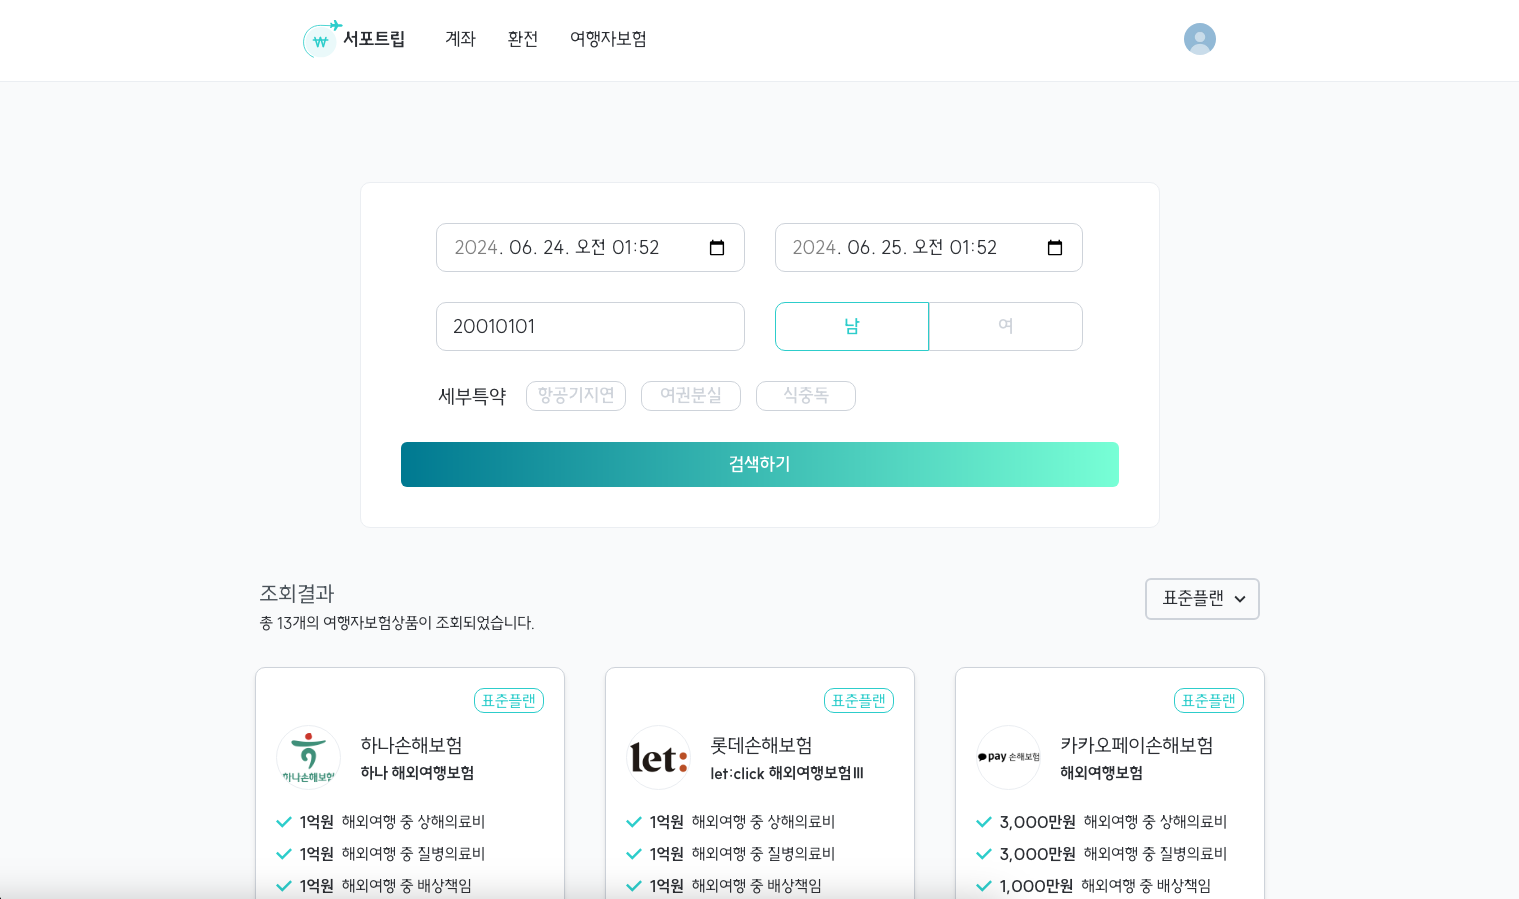 서포트립 계좌 환전 여행자보험
2024. 06. 24. 오전 01:52 2024. 06. 25. 오전 01:52
20010101 남 여
세부특약 항공기지연 여권분실 식중독
검색하기
조회결과 표준플랜
총 13개의 여행자보험상품이 조회되었습니다.
표준플랜
하나손해보험
하나손해보험
하나 해외여행보험
1억원 해외여행 중 상해의료비
1억원 해외여행 중 질병의료비
1억원 해외여행 중 배상책임
표준플랜
let:
롯데손해보험
let:click 해외여행보험III
1억원 해외여행 중 상해의료비
1억원 해외여행 중 질병의료비
1억원 해외여행 중 배상책임
표준플랜
pay 손해보험
카카오페이손해보험
해외여행보험
3,000만원 해외여행 중 상해의료비
3,000만원 해외여행 중 질병의료비
1,000만원 해외여행 중 배상책임